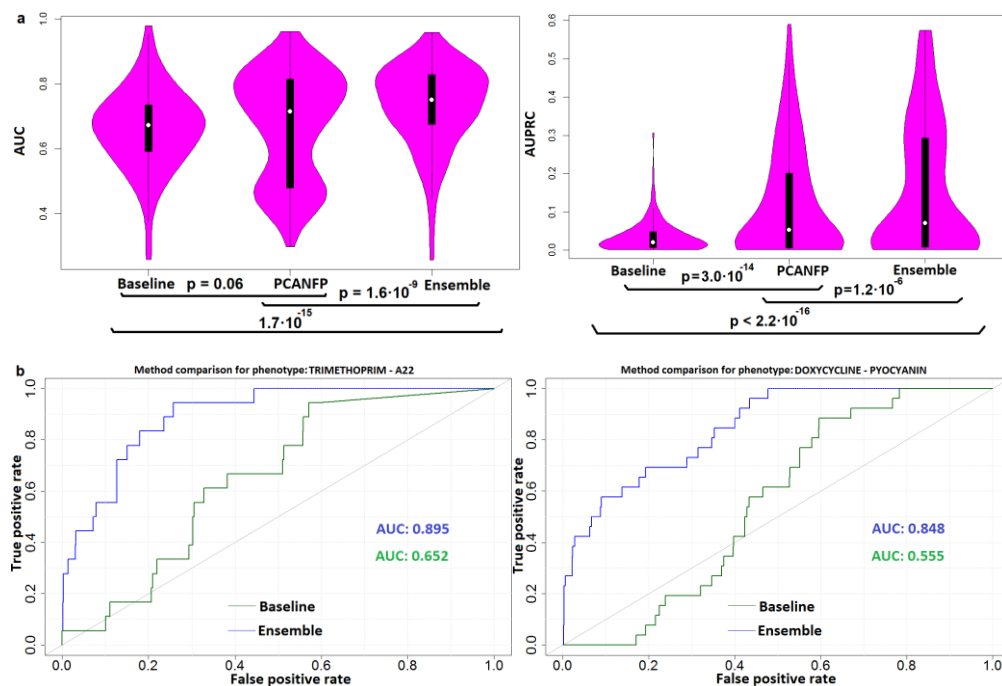 a
AUC
1.0
0.8
0.6
0.4
Baseline
PCANFP
Ensemble
p = 0.06
p = 1.6·10⁻⁹
1.7·10⁻¹⁵
AUPRC
0.6
0.5
0.4
0.3
0.2
0.1
0.0
Baseline
PCANFP
Ensemble
p=3.0·10⁻¹⁴
p=1.2·10⁻⁶
p < 2.2·10⁻¹⁶
b
Method comparison for phenotype: TRIMETHOPRIM - A22
True positive rate
1.0
0.8
0.6
0.4
0.2
0.0
AUC: 0.895
AUC: 0.652
Baseline
Ensemble
0.0 0.2 0.4 0.6 0.8 1.0
False positive rate
Method comparison for phenotype: DOXYCYCLINE - PYOCYANIN
True positive rate
1.0
0.8
0.6
0.4
0.2
0.0
AUC: 0.848
AUC: 0.555
Baseline
Ensemble
0.0 0.2 0.4 0.6 0.8 1.0
False positive rate